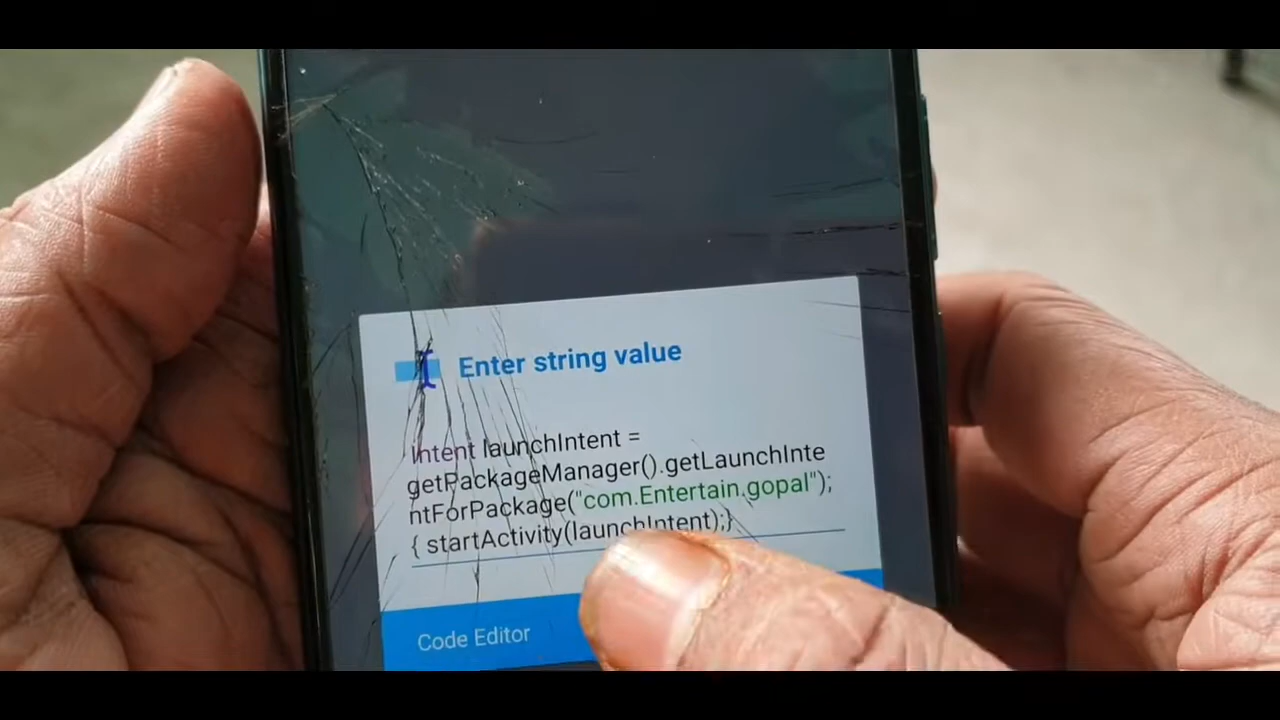 Enter string value
Intent launchIntent =
getPackageManager().getLaunchInte
ntForPackage("com.Entertain.gopal");
{ startActivity(launchIntent);}
Code Editor